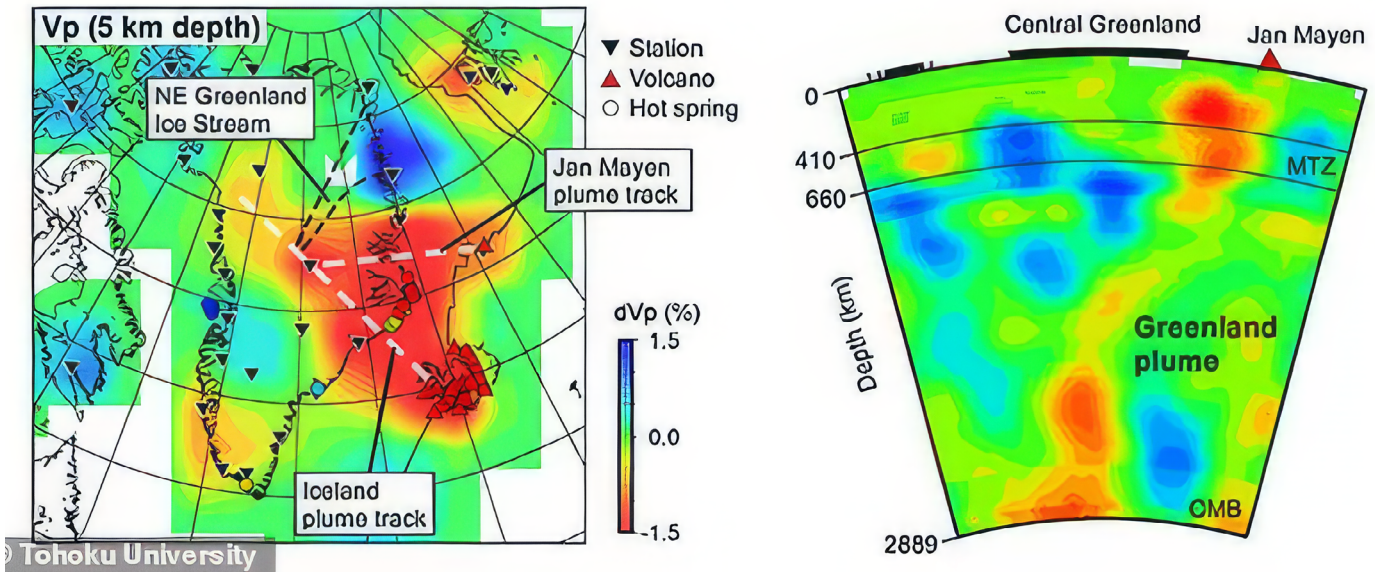 Vp (5 km depth)
NE Greenland
Ice Stream
Station
Volcano
Hot spring
Jan Mayen
plume track
dVp (%)
1.5
0.0
-1.5
Iceland
plume track
© Tohoku University
Central Greenland
Jan Mayen
0
410
660
MTZ
Depth (km)
Greenland
plume
CMB
2889